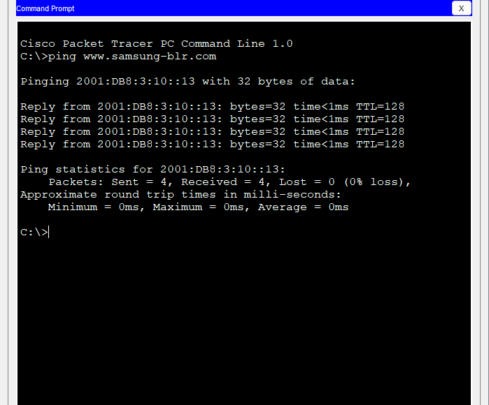 Command Prompt
X
Cisco Packet Tracer PC Command Line 1.0
C:\>ping www.samsung-blr.com
Pinging 2001:DB8:3:10::13 with 32 bytes of data:
Reply from 2001:DB8:3:10::13: bytes=32 time<1ms TTL=128
Reply from 2001:DB8:3:10::13: bytes=32 time<1ms TTL=128
Reply from 2001:DB8:3:10::13: bytes=32 time<1ms TTL=128
Reply from 2001:DB8:3:10::13: bytes=32 time<1ms TTL=128
Ping statistics for 2001:DB8:3:10::13:
Packets: Sent = 4, Received = 4, Lost = 0 (0% loss),
Approximate round trip times in milli-seconds:
Minimum = 0ms, Maximum = 0ms, Average = 0ms
C:\>